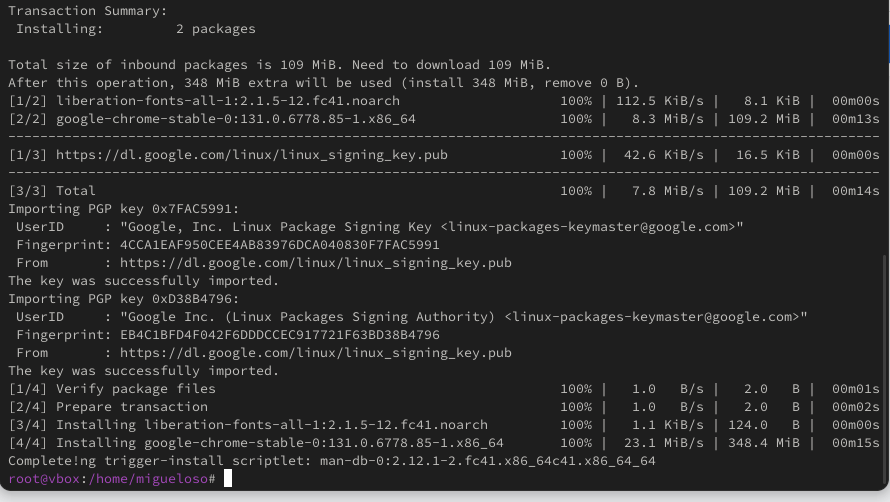 Transaction Summary:
 Installing:         2 packages

Total size of inbound packages is 109 MiB. Need to download 109 MiB.
After this operation, 348 MiB extra will be used (install 348 MiB, remove 0 B).
[1/2] liberation-fonts-all-1:2.1.5-12.fc41.noarch                    100% | 112.5 KiB/s |   8.1 KiB |  00m00s
[2/2] google-chrome-stable-0:131.0.6778.85-1.x86_64                  100% |   8.3 MiB/s | 109.2 MiB |  00m13s
--------------------------------------------------------------------------------------------------------------
[1/3] https://dl.google.com/linux/linux_signing_key.pub              100% |  42.6 KiB/s |  16.5 KiB |  00m00s
--------------------------------------------------------------------------------------------------------------
[3/3] Total                                                          100% |   7.8 MiB/s | 109.2 MiB |  00m14s
Importing PGP key 0x7FAC5991:
 UserID     : "Google, Inc. Linux Package Signing Key <linux-packages-keymaster@google.com>"
 Fingerprint: 4CCA1EAF950CEE4AB83976DCA040830F7FAC5991
 From       : https://dl.google.com/linux/linux_signing_key.pub
The key was successfully imported.
Importing PGP key 0xD38B4796:
 UserID     : "Google Inc. (Linux Packages Signing Authority) <linux-packages-keymaster@google.com>"
 Fingerprint: EB4C1BFD4F042F6DDDCCEC917721F63BD38B4796
 From       : https://dl.google.com/linux/linux_signing_key.pub
The key was successfully imported.
[1/4] Verify package files                                           100% |   1.0   B/s |   2.0   B |  00m01s
[2/4] Prepare transaction                                            100% |   1.0   B/s |   2.0   B |  00m02s
[3/4] Installing liberation-fonts-all-1:2.1.5-12.fc41.noarch         100% |   1.1 KiB/s | 124.0   B |  00m00s
[4/4] Installing google-chrome-stable-0:131.0.6778.85-1.x86_64       100% |  23.1 MiB/s | 348.4 MiB |  00m15s
Complete!ng trigger-install scriptlet: man-db-0:2.12.1-2.fc41.x86_64c41.x86_64_64
root@vbox:/home/migueloso#